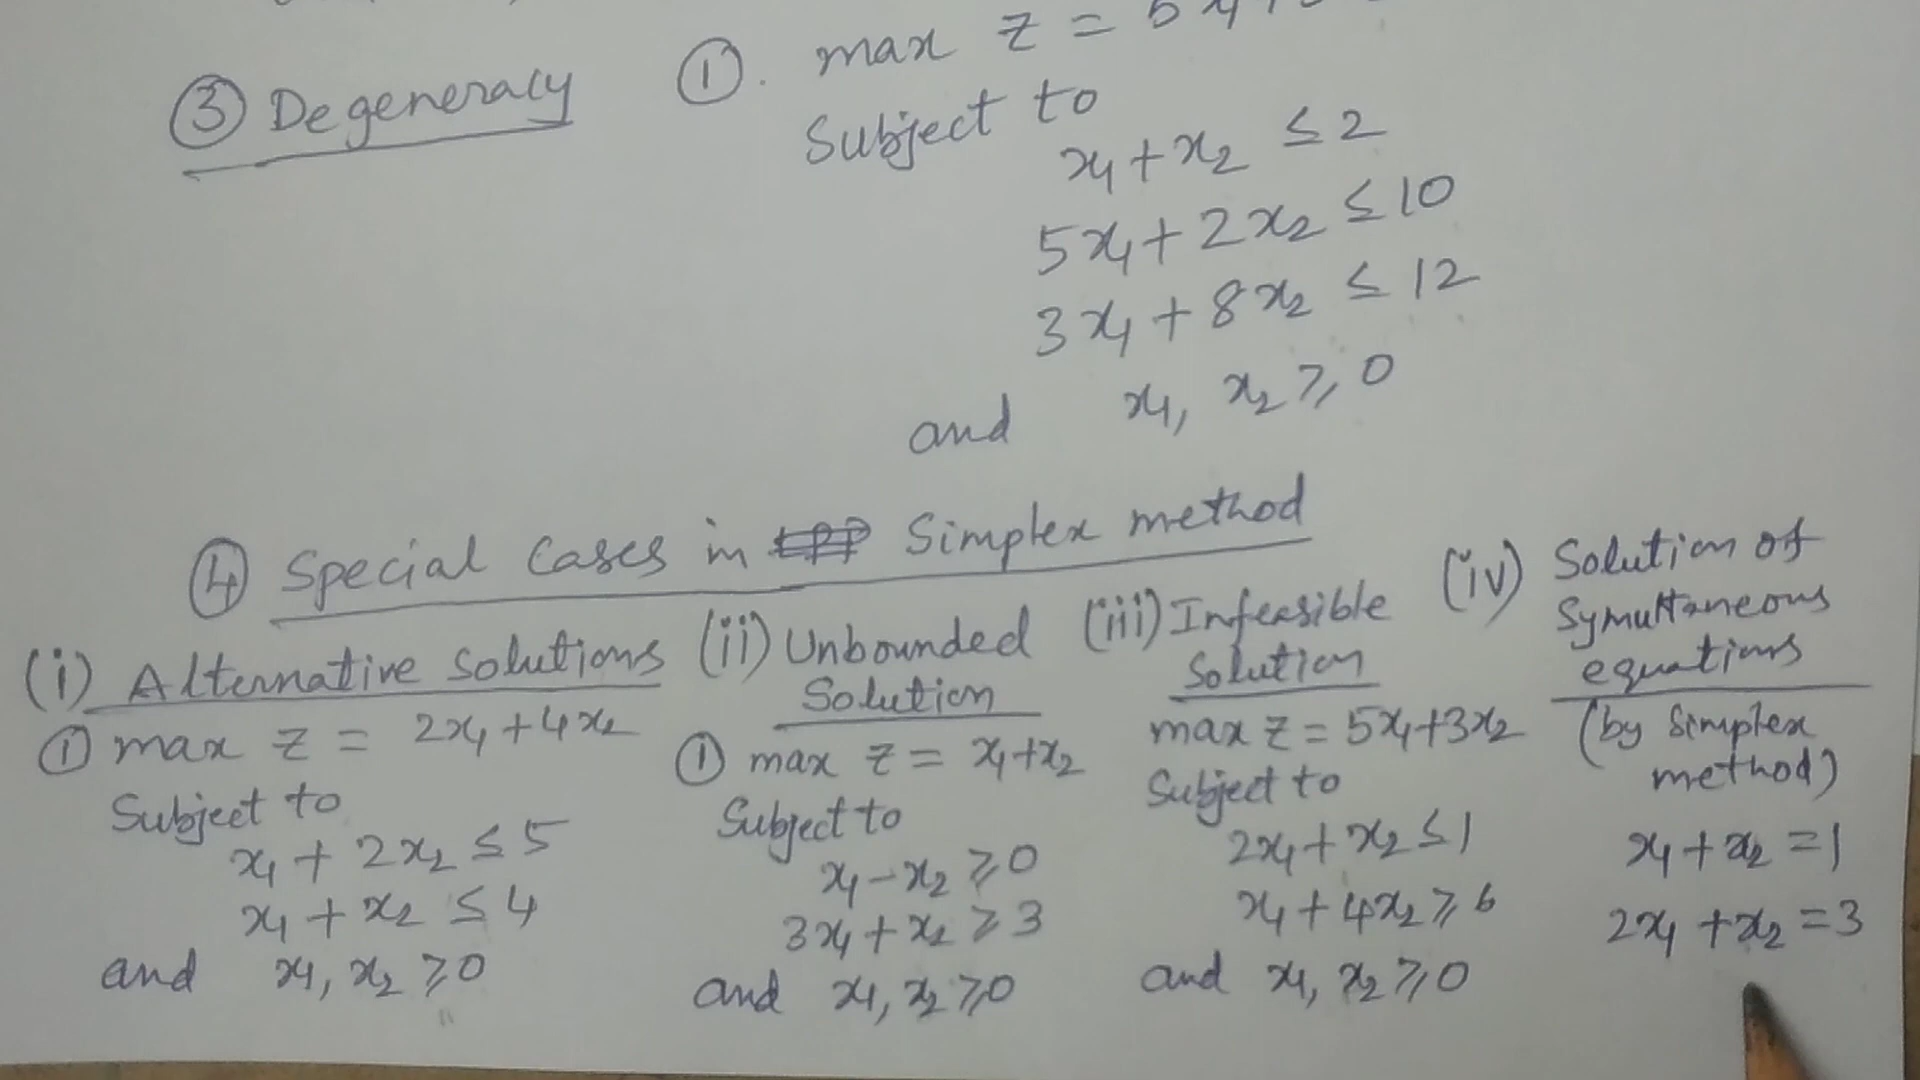 ③ Degeneracy
①. max z = 5x₁+
Subject to
x₁+x₂ ≤ 2
5x₁+2x₂ ≤ 10
3x₁+8x₂ ≤ 12
and x₁, x₂ ≥ 0
④ Special Cases in Simplex method
(i) Alternative Solutions
① max z = 2x₁+4x₂
Subject to
x₁ + 2x₂ ≤ 5
x₁ + x₂ ≤ 4
and x₁, x₂ ≥ 0
(ii) Unbounded
Solution
① max z = x₁+x₂
Subject to
x₁-x₂ ≥ 0
3x₁+x₂ ≥ 3
and x₁, x₂ ≥ 0
(iii) Infeasible
Solution
max z = 5x₁+3x₂
Subject to
2x₁+x₂ ≤ 1
x₁+4x₂ ≥ 6
and x₁, x₂ ≥ 0
(iv) Solution of
Symultaneous
equations
(by Simplex
method)
x₁+x₂ = 1
2x₁+x₂ = 3